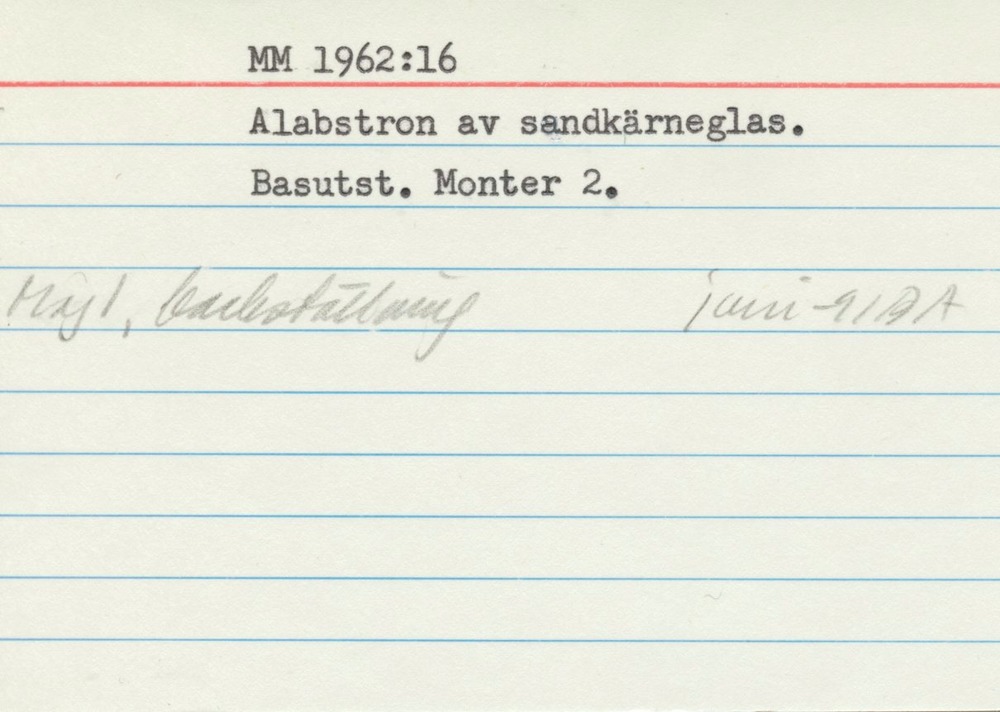 MM 1962:16
Alabstron av sandkärneglas.
Basutst. Monter 2.
juni -91